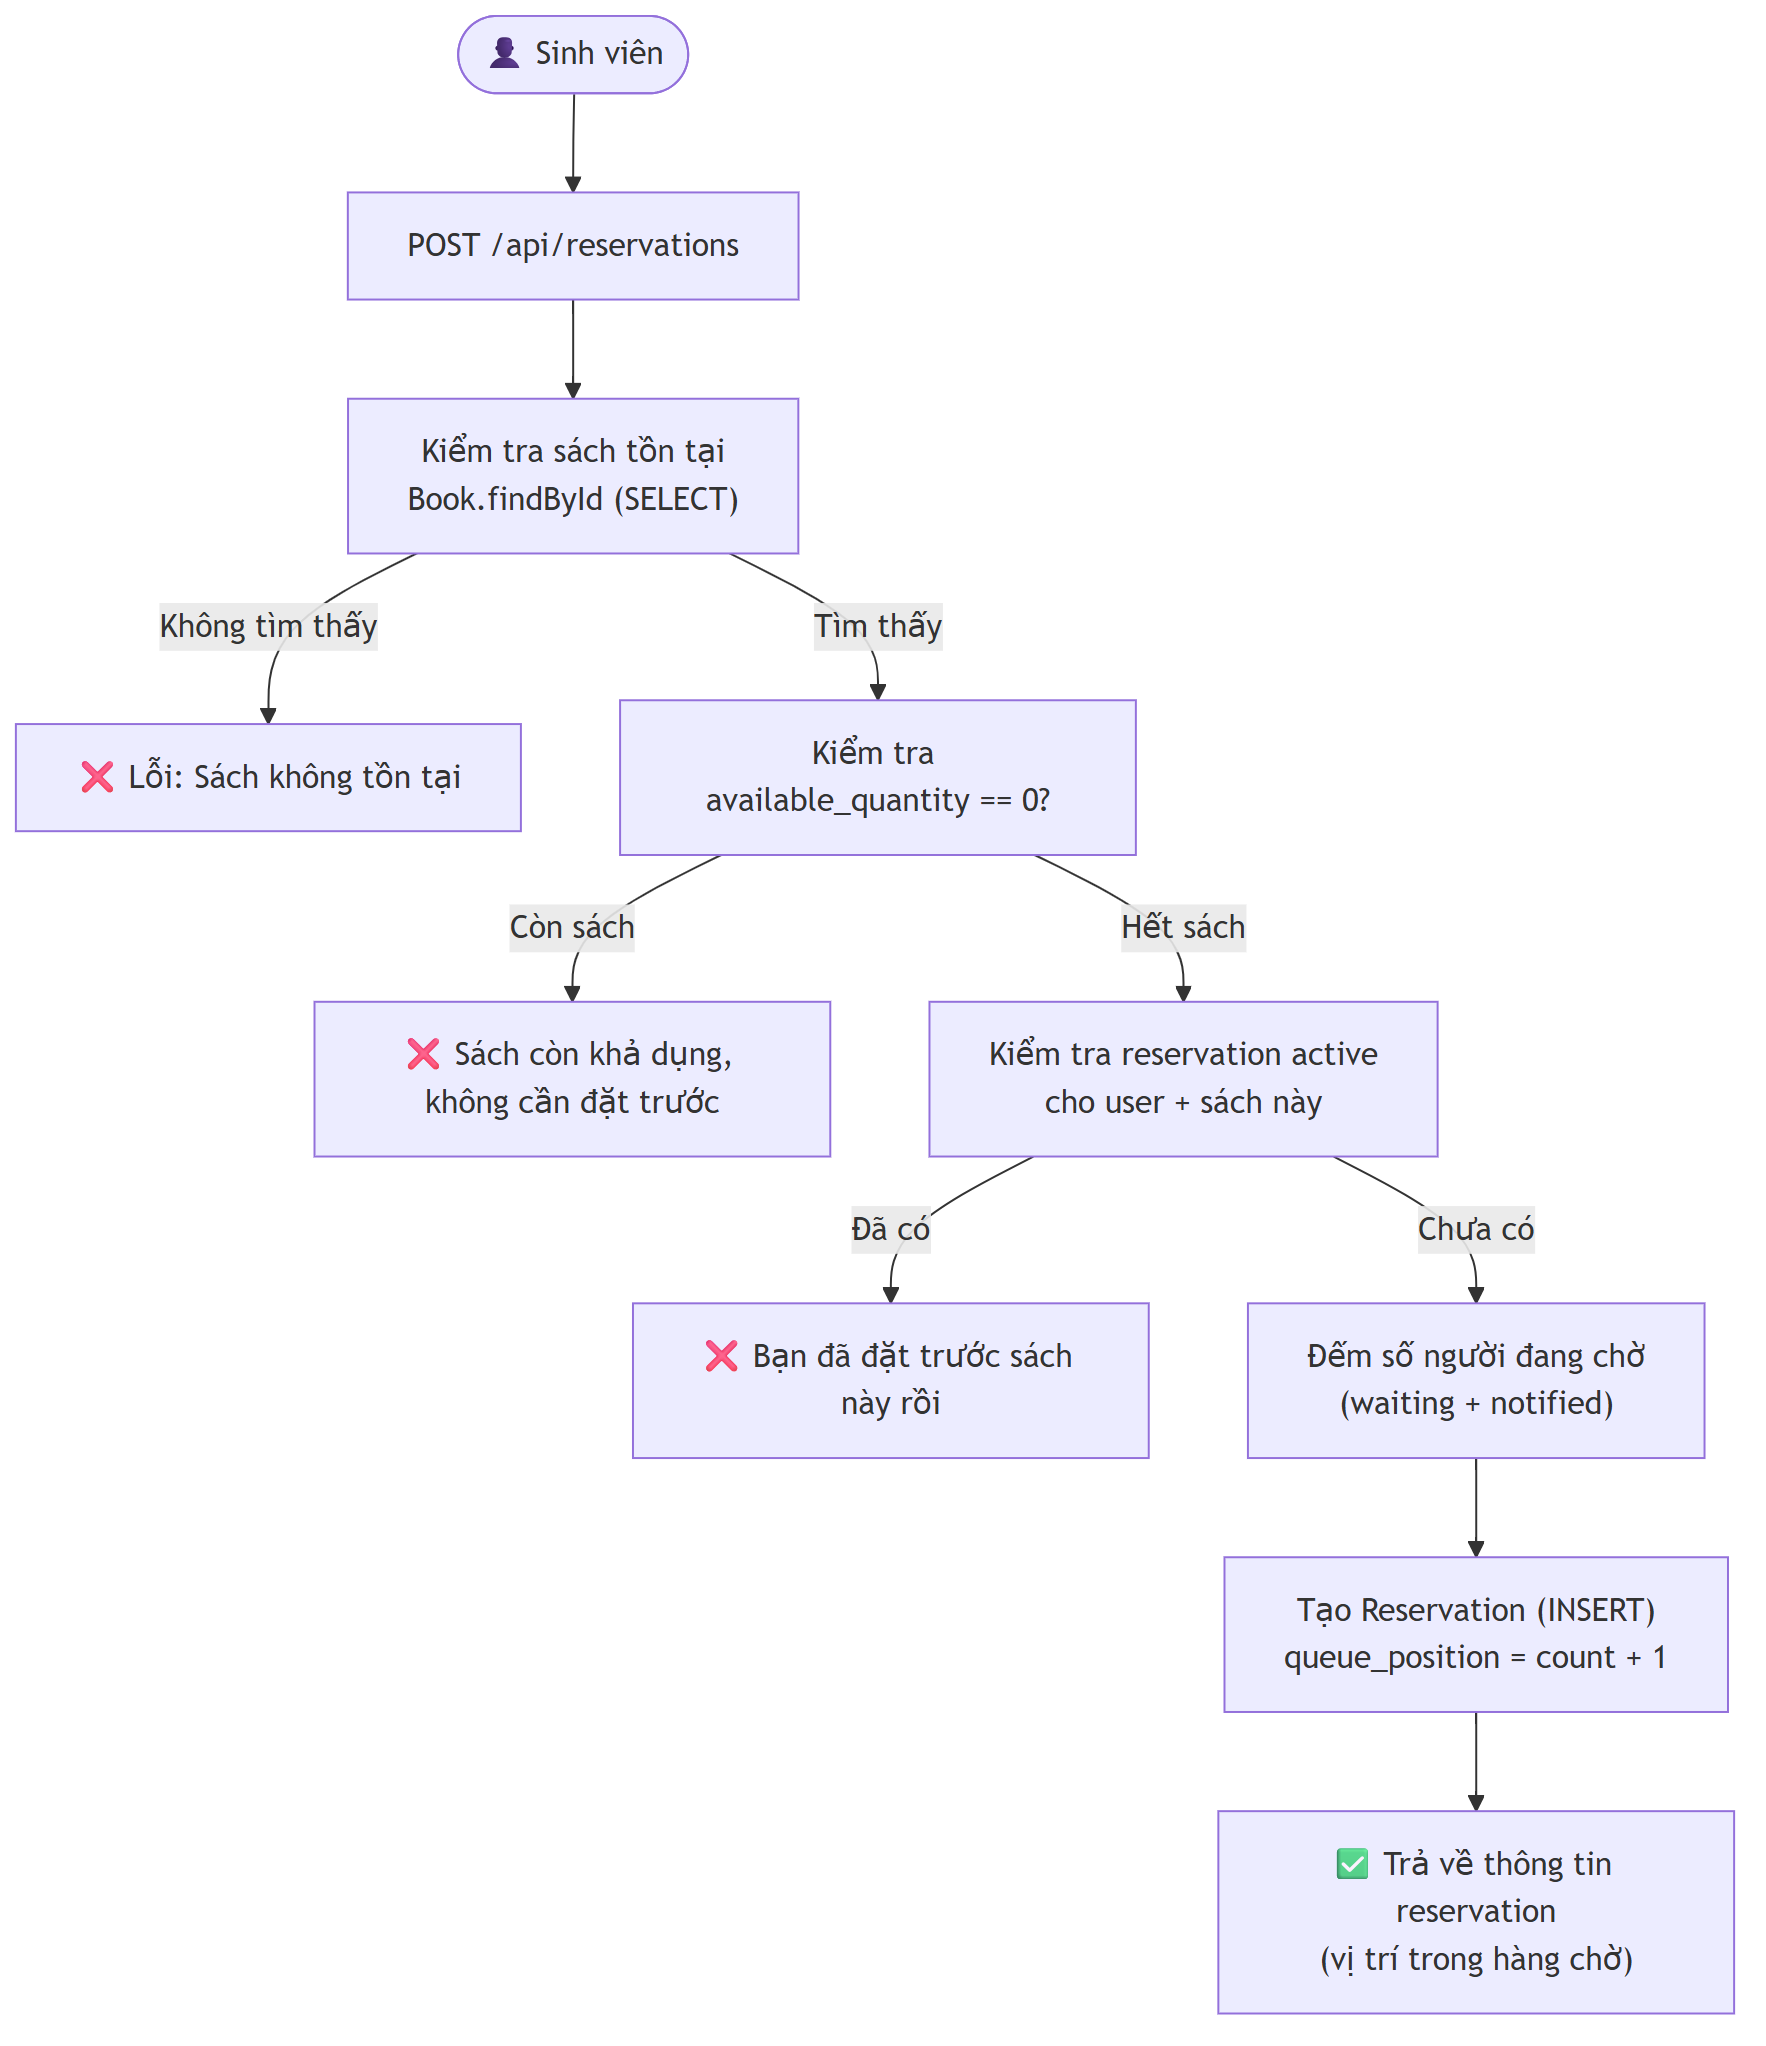 👤 Sinh viên
POST /api/reservations
Kiểm tra sách tồn tại
Book.findById (SELECT)
Không tìm thấy
Tìm thấy
❌ Lỗi: Sách không tồn tại
Kiểm tra
available_quantity == 0?
Còn sách
Hết sách
❌ Sách còn khả dụng,
không cần đặt trước
Kiểm tra reservation active
cho user + sách này
Đã có
Chưa có
❌ Bạn đã đặt trước sách
này rồi
Đếm số người đang chờ
(waiting + notified)
Tạo Reservation (INSERT)
queue_position = count + 1
✅ Trả về thông tin
reservation
(vị trí trong hàng chờ)